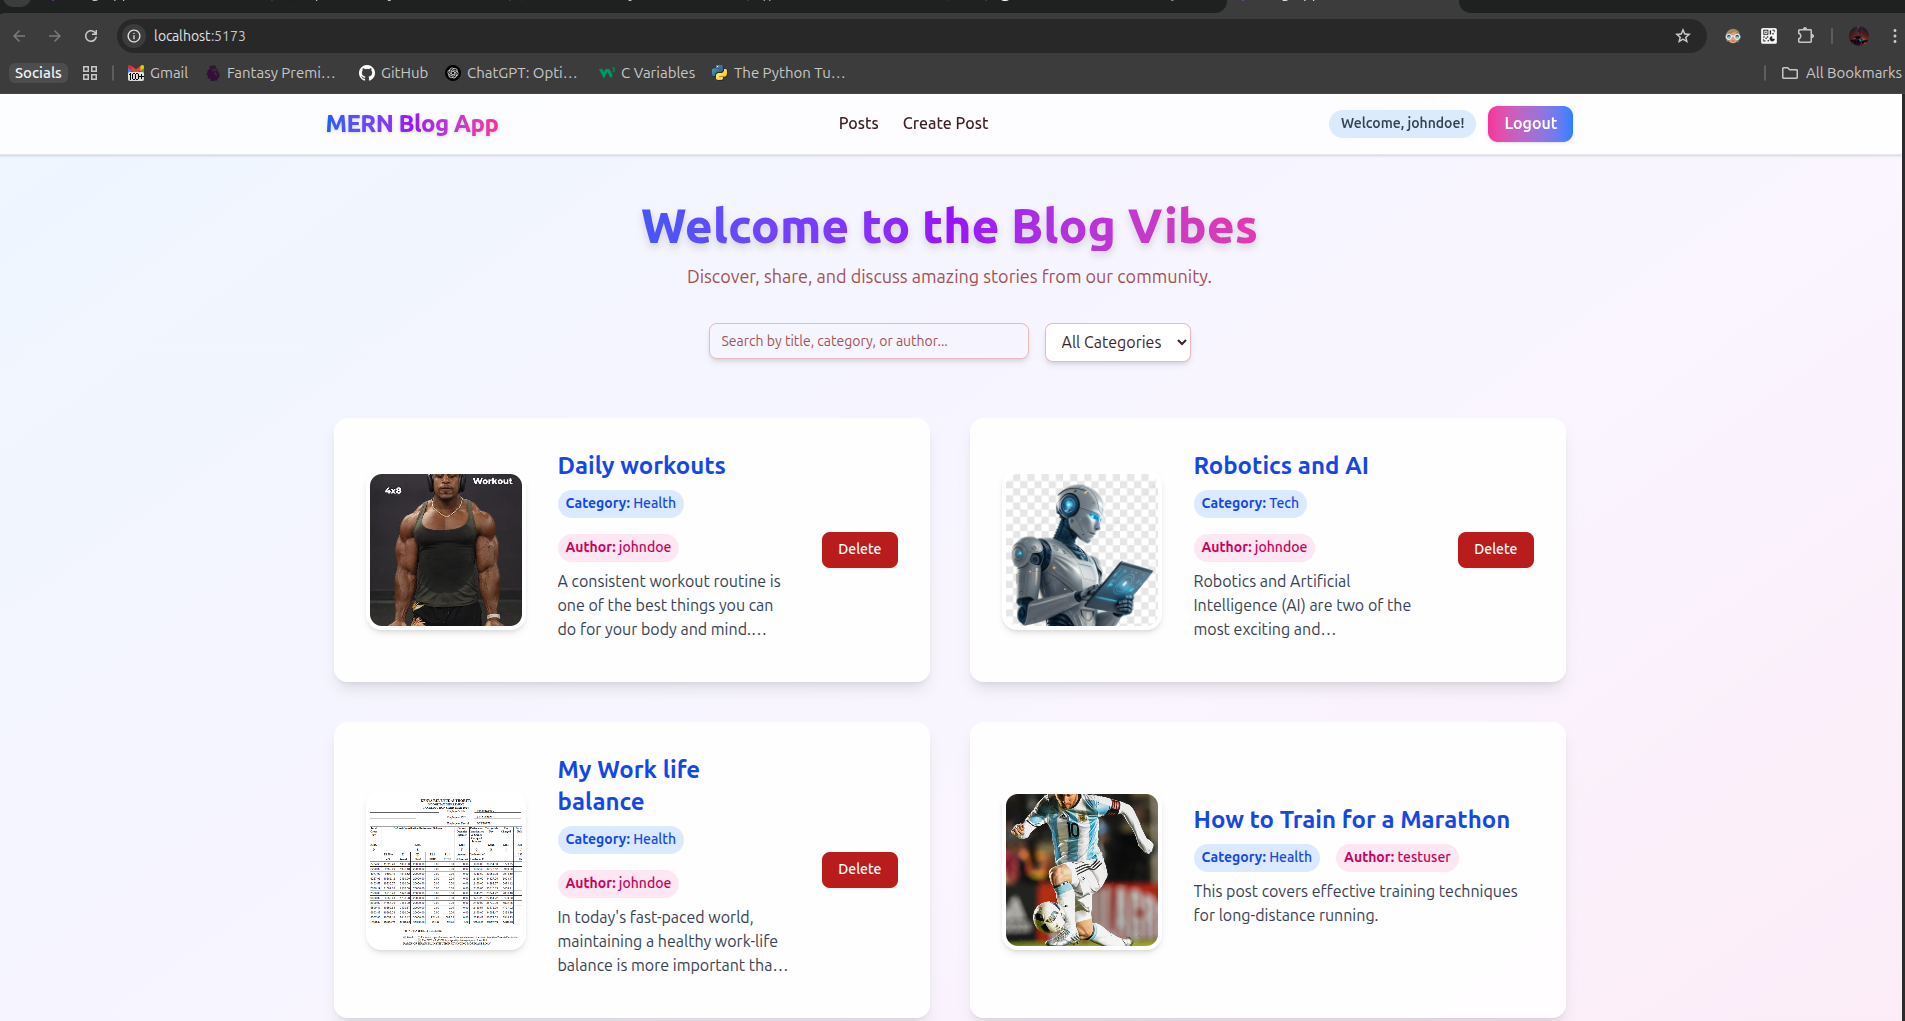 localhost:5173
Socials
Gmail
Fantasy Premi...
GitHub
ChatGPT: Opti...
C Variables
The Python Tu...
All Bookmarks
MERN Blog App
Posts
Create Post
Welcome, johndoe!
Logout
Welcome to the Blog Vibes
Discover, share, and discuss amazing stories from our community.
Search by title, category, or author...
All Categories
4x8
Workout
Daily workouts
Category: Health
Author: johndoe
A consistent workout routine is
one of the best things you can
do for your body and mind....
Delete
Robotics and AI
Category: Tech
Author: johndoe
Robotics and Artificial
Intelligence (AI) are two of the
most exciting and...
Delete
My Work life
balance
Category: Health
Author: johndoe
In today's fast-paced world,
maintaining a healthy work-life
balance is more important tha...
Delete
10
How to Train for a Marathon
Category: Health
Author: testuser
This post covers effective training techniques
for long-distance running.